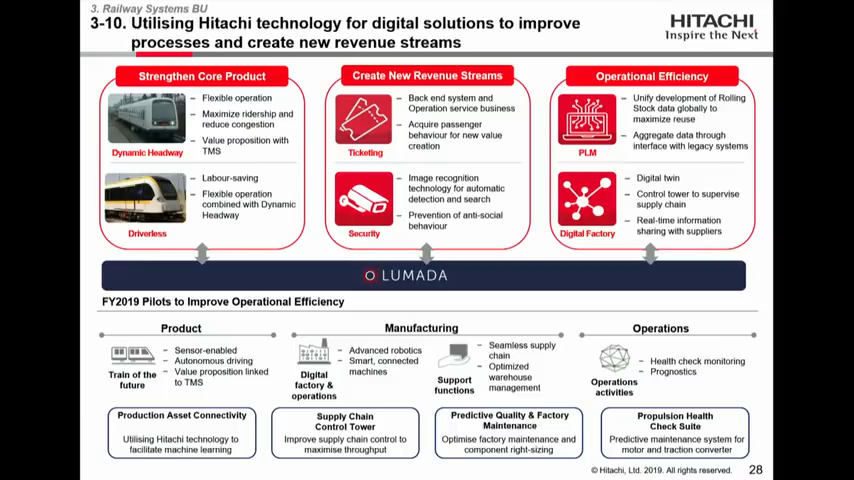 3. Railway Systems BU
3-10. Utilising Hitachi technology for digital solutions to improve
processes and create new revenue streams
HITACHI
Inspire the Next
Strengthen Core Product
– Flexible operation
– Maximize ridership and
reduce congestion
– Value proposition with
TMS
Dynamic Headway
– Labour-saving
– Flexible operation
combined with Dynamic
Headway
Driverless
Create New Revenue Streams
– Back end system and
Operation service business
– Acquire passenger
behaviour for new value
creation
Ticketing
– Image recognition
technology for automatic
detection and search
– Prevention of anti-social
behaviour
Security
Operational Efficiency
– Unify development of Rolling
Stock data globally to
maximize reuse
– Aggregate data through
interface with legacy systems
PLM
– Digital twin
– Control tower to supervise
supply chain
– Real-time information
sharing with suppliers
Digital Factory
LUMADA
FY2019 Pilots to Improve Operational Efficiency
Product
Train of the
future
– Sensor-enabled
– Autonomous driving
– Value proposition linked
to TMS
Manufacturing
Digital
factory &
operations
– Advanced robotics
– Smart, connected
machines
Support
functions
– Seamless supply
chain
– Optimized
warehouse
management
Operations
Operations
activities
– Health check monitoring
– Prognostics
Production Asset Connectivity
Utilising Hitachi technology to
facilitate machine learning
Supply Chain
Control Tower
Improve supply chain control to
maximise throughput
Predictive Quality & Factory
Maintenance
Optimise factory maintenance and
component right-sizing
Propulsion Health
Check Suite
Predictive maintenance system for
motor and traction converter
© Hitachi, Ltd. 2019. All rights reserved.
28